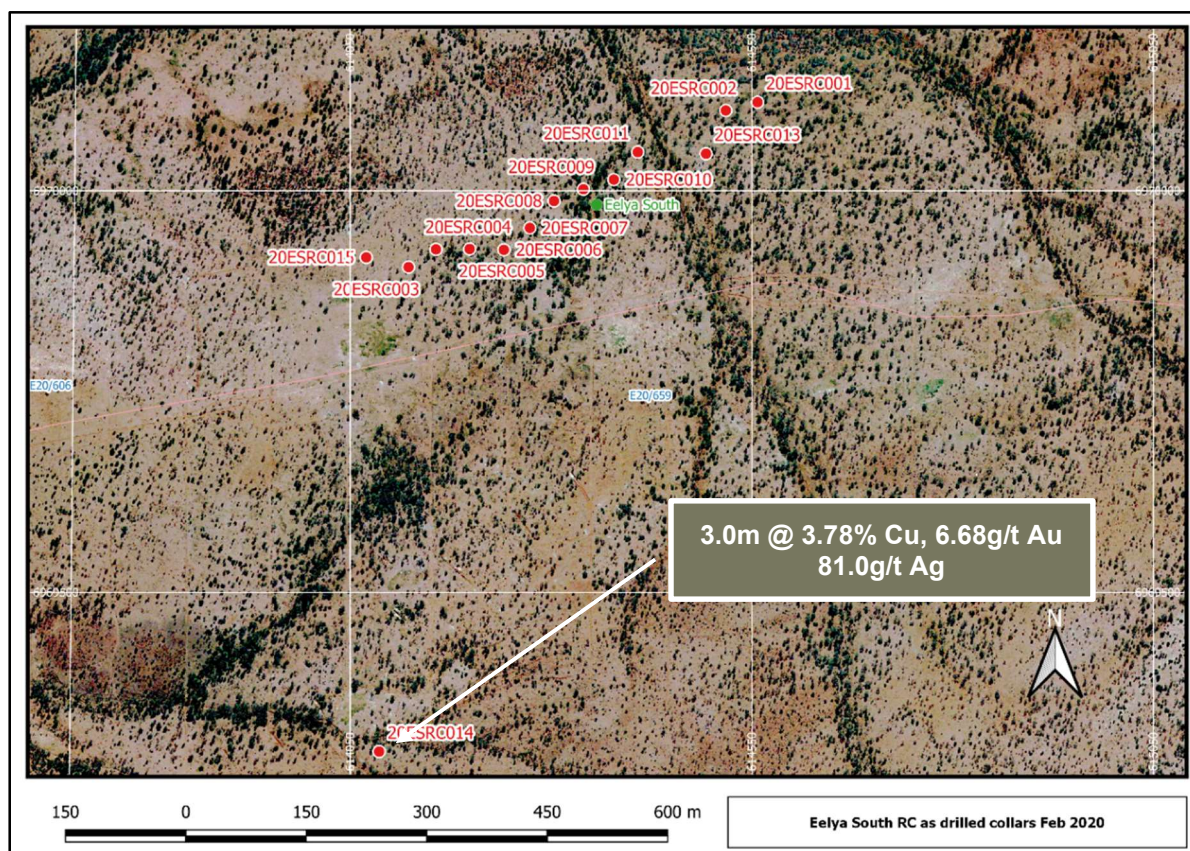 20ESRC001
20ESRC002
20ESRC013
20ESRC011
20ESRC009
20ESRC010
6970000
20ESRC008
Eelya South
20ESRC007
20ESRC004
20ESRC006
20ESRC015
20ESRC005
20ESRC003
E20/606
E20/659
3.0m @ 3.78% Cu, 6.68g/t Au
81.0g/t Ag
6969500
N
20ESRC014
150 0 150 300 450 600 m
Eelya South RC as drilled collars Feb 2020